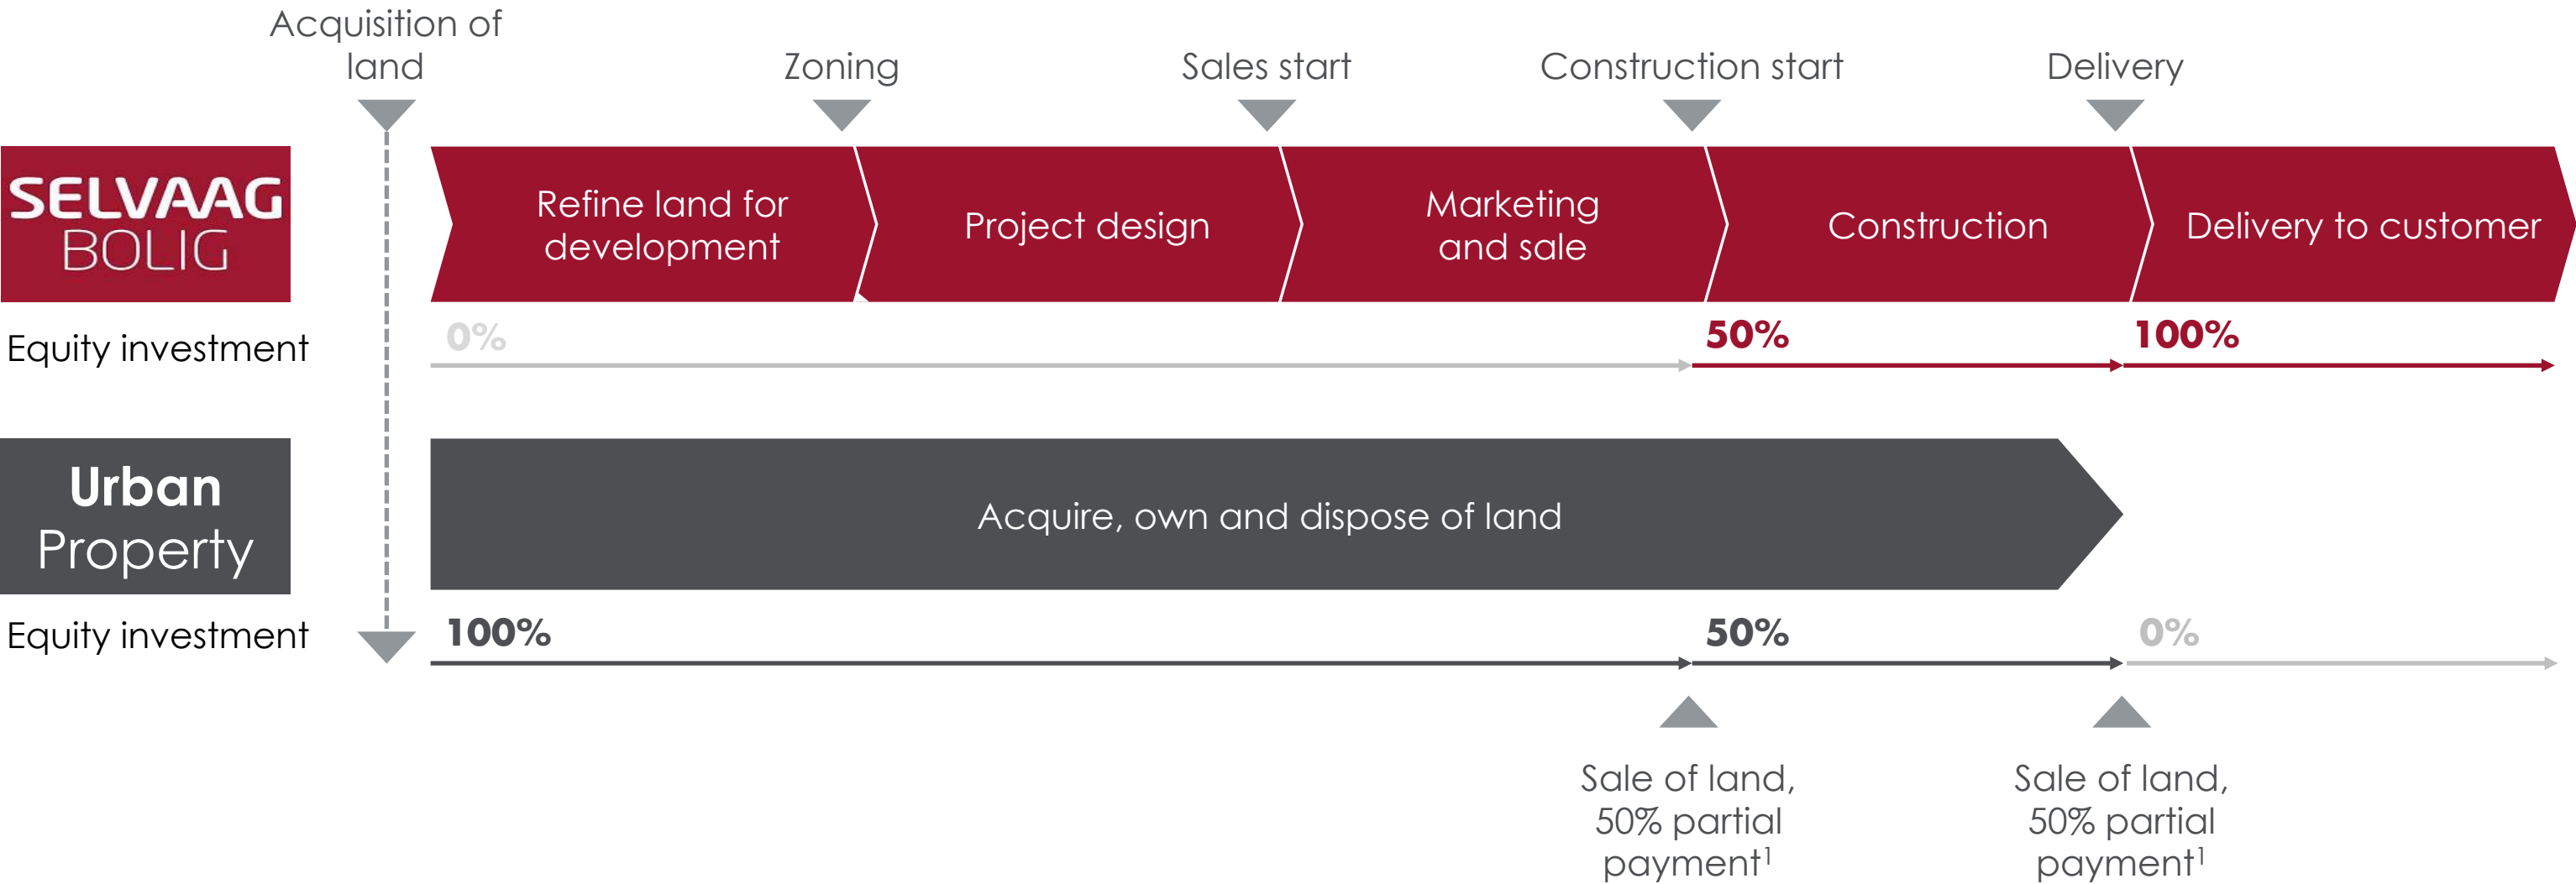 Acquisition of
land
Zoning
Sales start
Construction start
Delivery
SELVAAG
BOLIG
Refine land for
development
Project design
Marketing
and sale
Construction
Delivery to customer
Equity investment
0%
50%
100%
Urban
Property
Acquire, own and dispose of land
Equity investment
100%
50%
0%
Sale of land,
50% partial
payment¹
Sale of land,
50% partial
payment¹